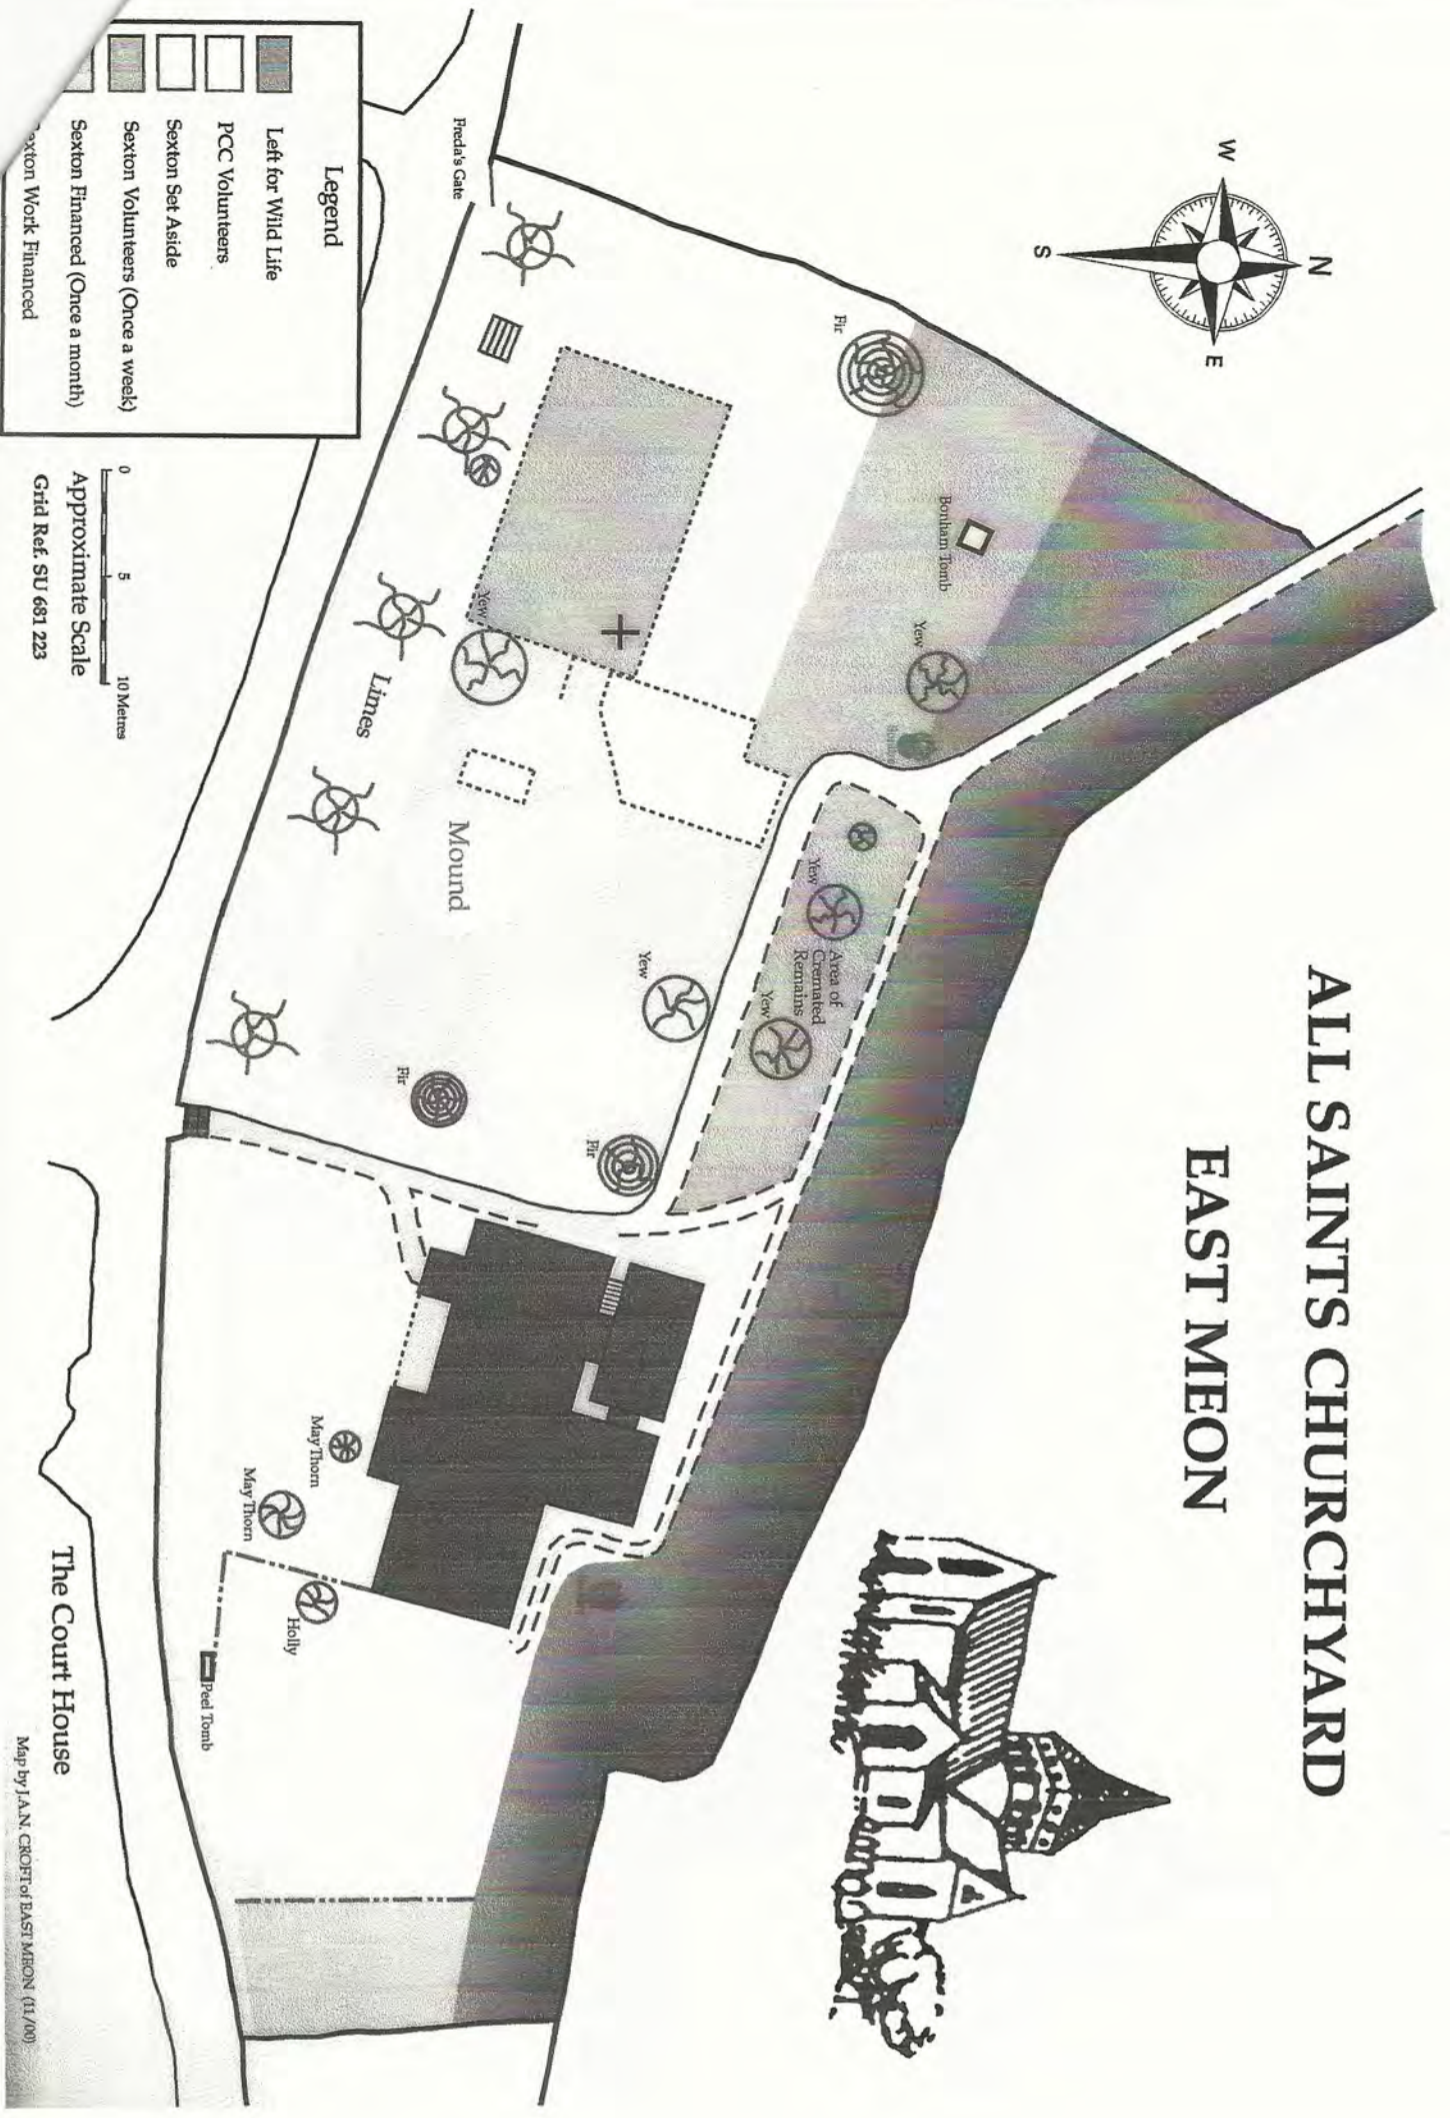 ALL SAINTS CHURCHYARD
EAST MEON
N
W
E
S
Fir
Bonham Tomb
Yew
Yew
Area of
Cremated
Remains
Yew
Yew
Fir
Fir
Yew
Mound
Limes
Freda's Gate
May Thorn
May Thorn
Holly
Peel Tomb
The Court House
Legend
Left for Wild Life
PCC Volunteers
Sexton Set Aside
Sexton Volunteers (Once a week)
Sexton Financed (Once a month)
exton Work Financed
0 5 10 Metres
Approximate Scale
Grid Ref. SU 681 223
Map by J.A.N. CROFT of EAST MEON (11/00)